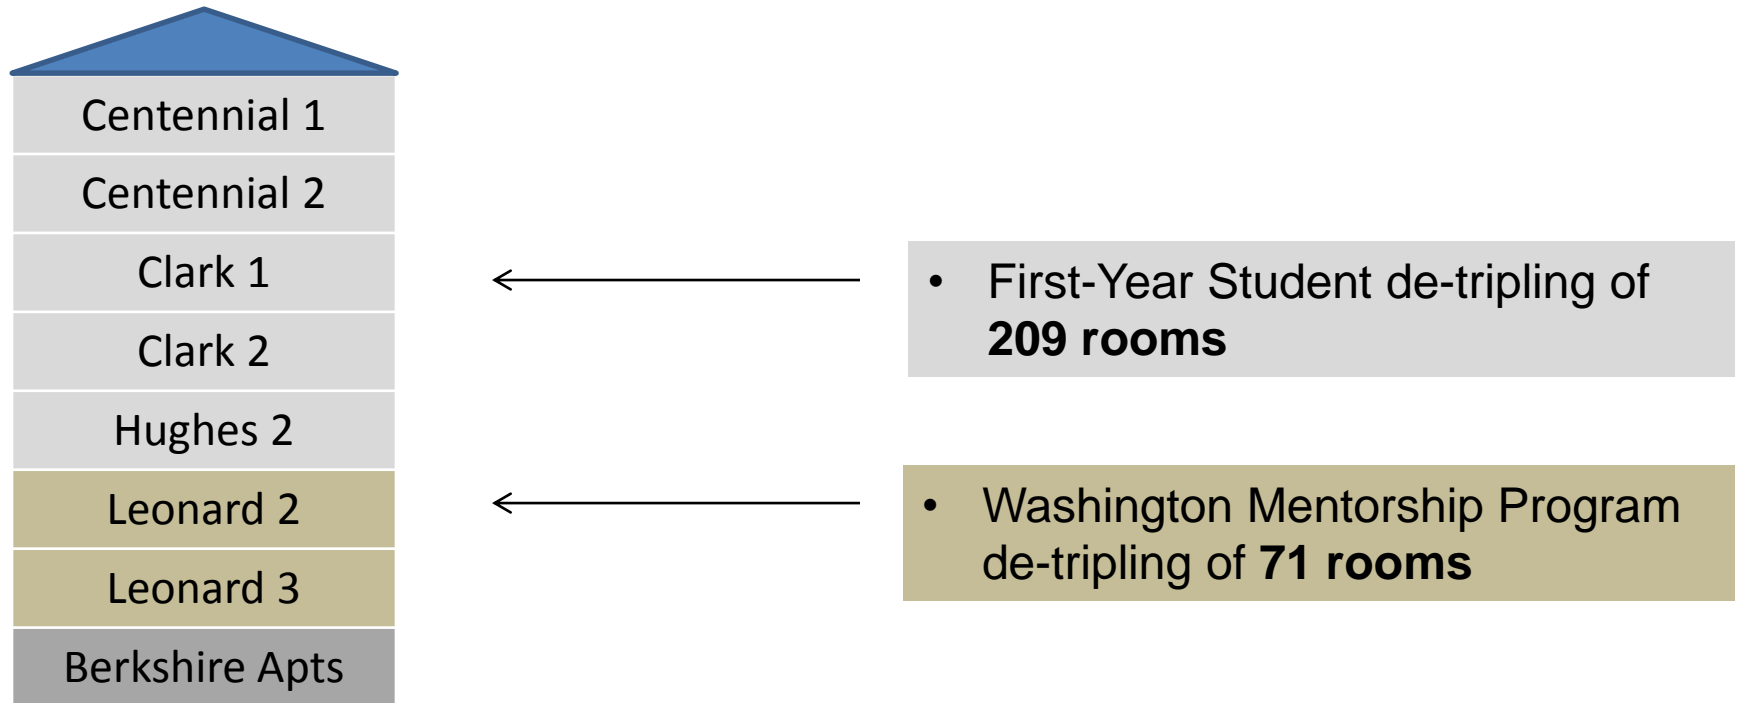 Centennial 1
Centennial 2
Clark 1
Clark 2
Hughes 2
Leonard 2
Leonard 3
Berkshire Apts
• First-Year Student de-tripling of
209 rooms
• Washington Mentorship Program
de-tripling of 71 rooms